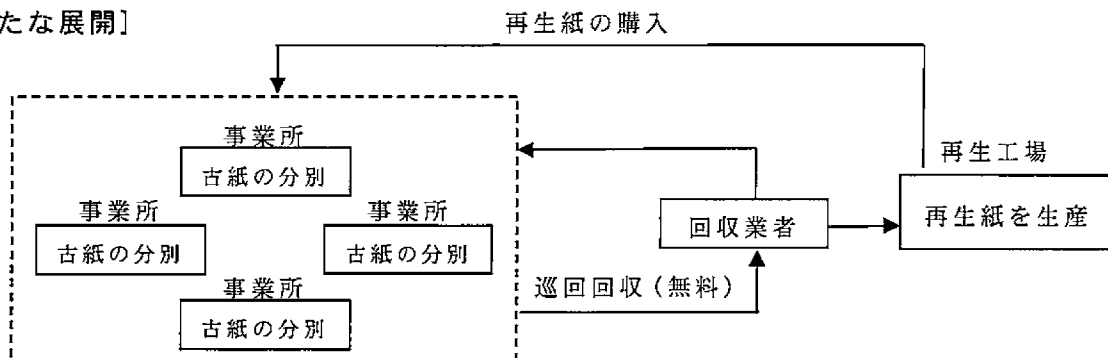 たな展開]
再生紙の購入
事業所
古紙の分別
事業所
古紙の分別
事業所
古紙の分別
事業所
古紙の分別
回収業者
巡回回収(無料)
再生工場
再生紙を生産